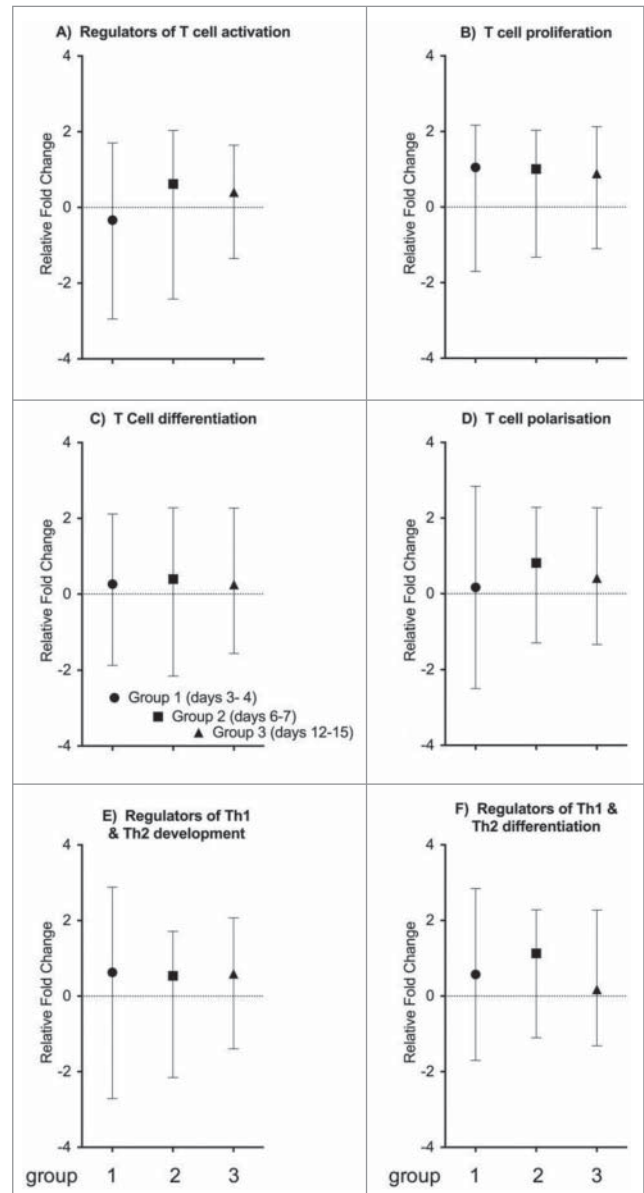 A) Regulators of T cell activation
4
2
0
-2
-4
Relative Fold Change
B) T cell proliferation
4
2
0
-2
-4
Relative Fold Change
C) T Cell differentiation
4
2
0
-2
-4
Relative Fold Change
Group 1 (days 3- 4)
Group 2 (days 6-7)
Group 3 (days 12-15)
D) T cell polarisation
4
2
0
-2
-4
Relative Fold Change
E) Regulators of Th1
& Th2 development
4
2
0
-2
-4
Relative Fold Change
group 1 2 3
F) Regulators of Th1 &
Th2 differentiation
4
2
0
-2
-4
Relative Fold Change
1 2 3